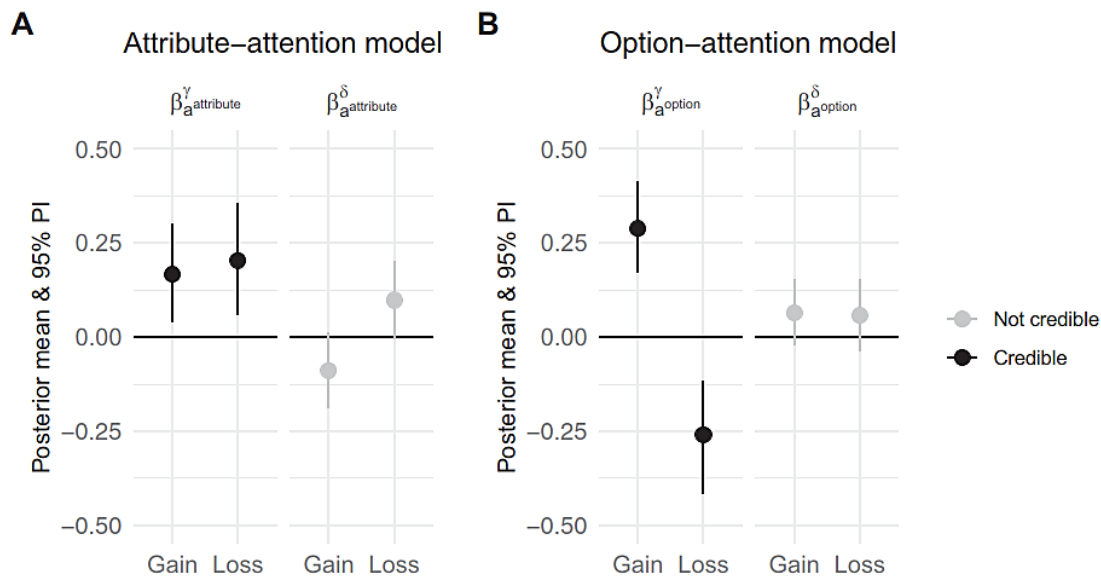 A
Attribute−attention model
β^γ_a^attribute
β^δ_a^attribute
Posterior mean & 95% PI
0.50
0.25
0.00
−0.25
−0.50
Gain Loss Gain Loss
B
Option−attention model
β^γ_a^option
β^δ_a^option
Posterior mean & 95% PI
0.50
0.25
0.00
−0.25
−0.50
Gain Loss Gain Loss
Not credible
Credible